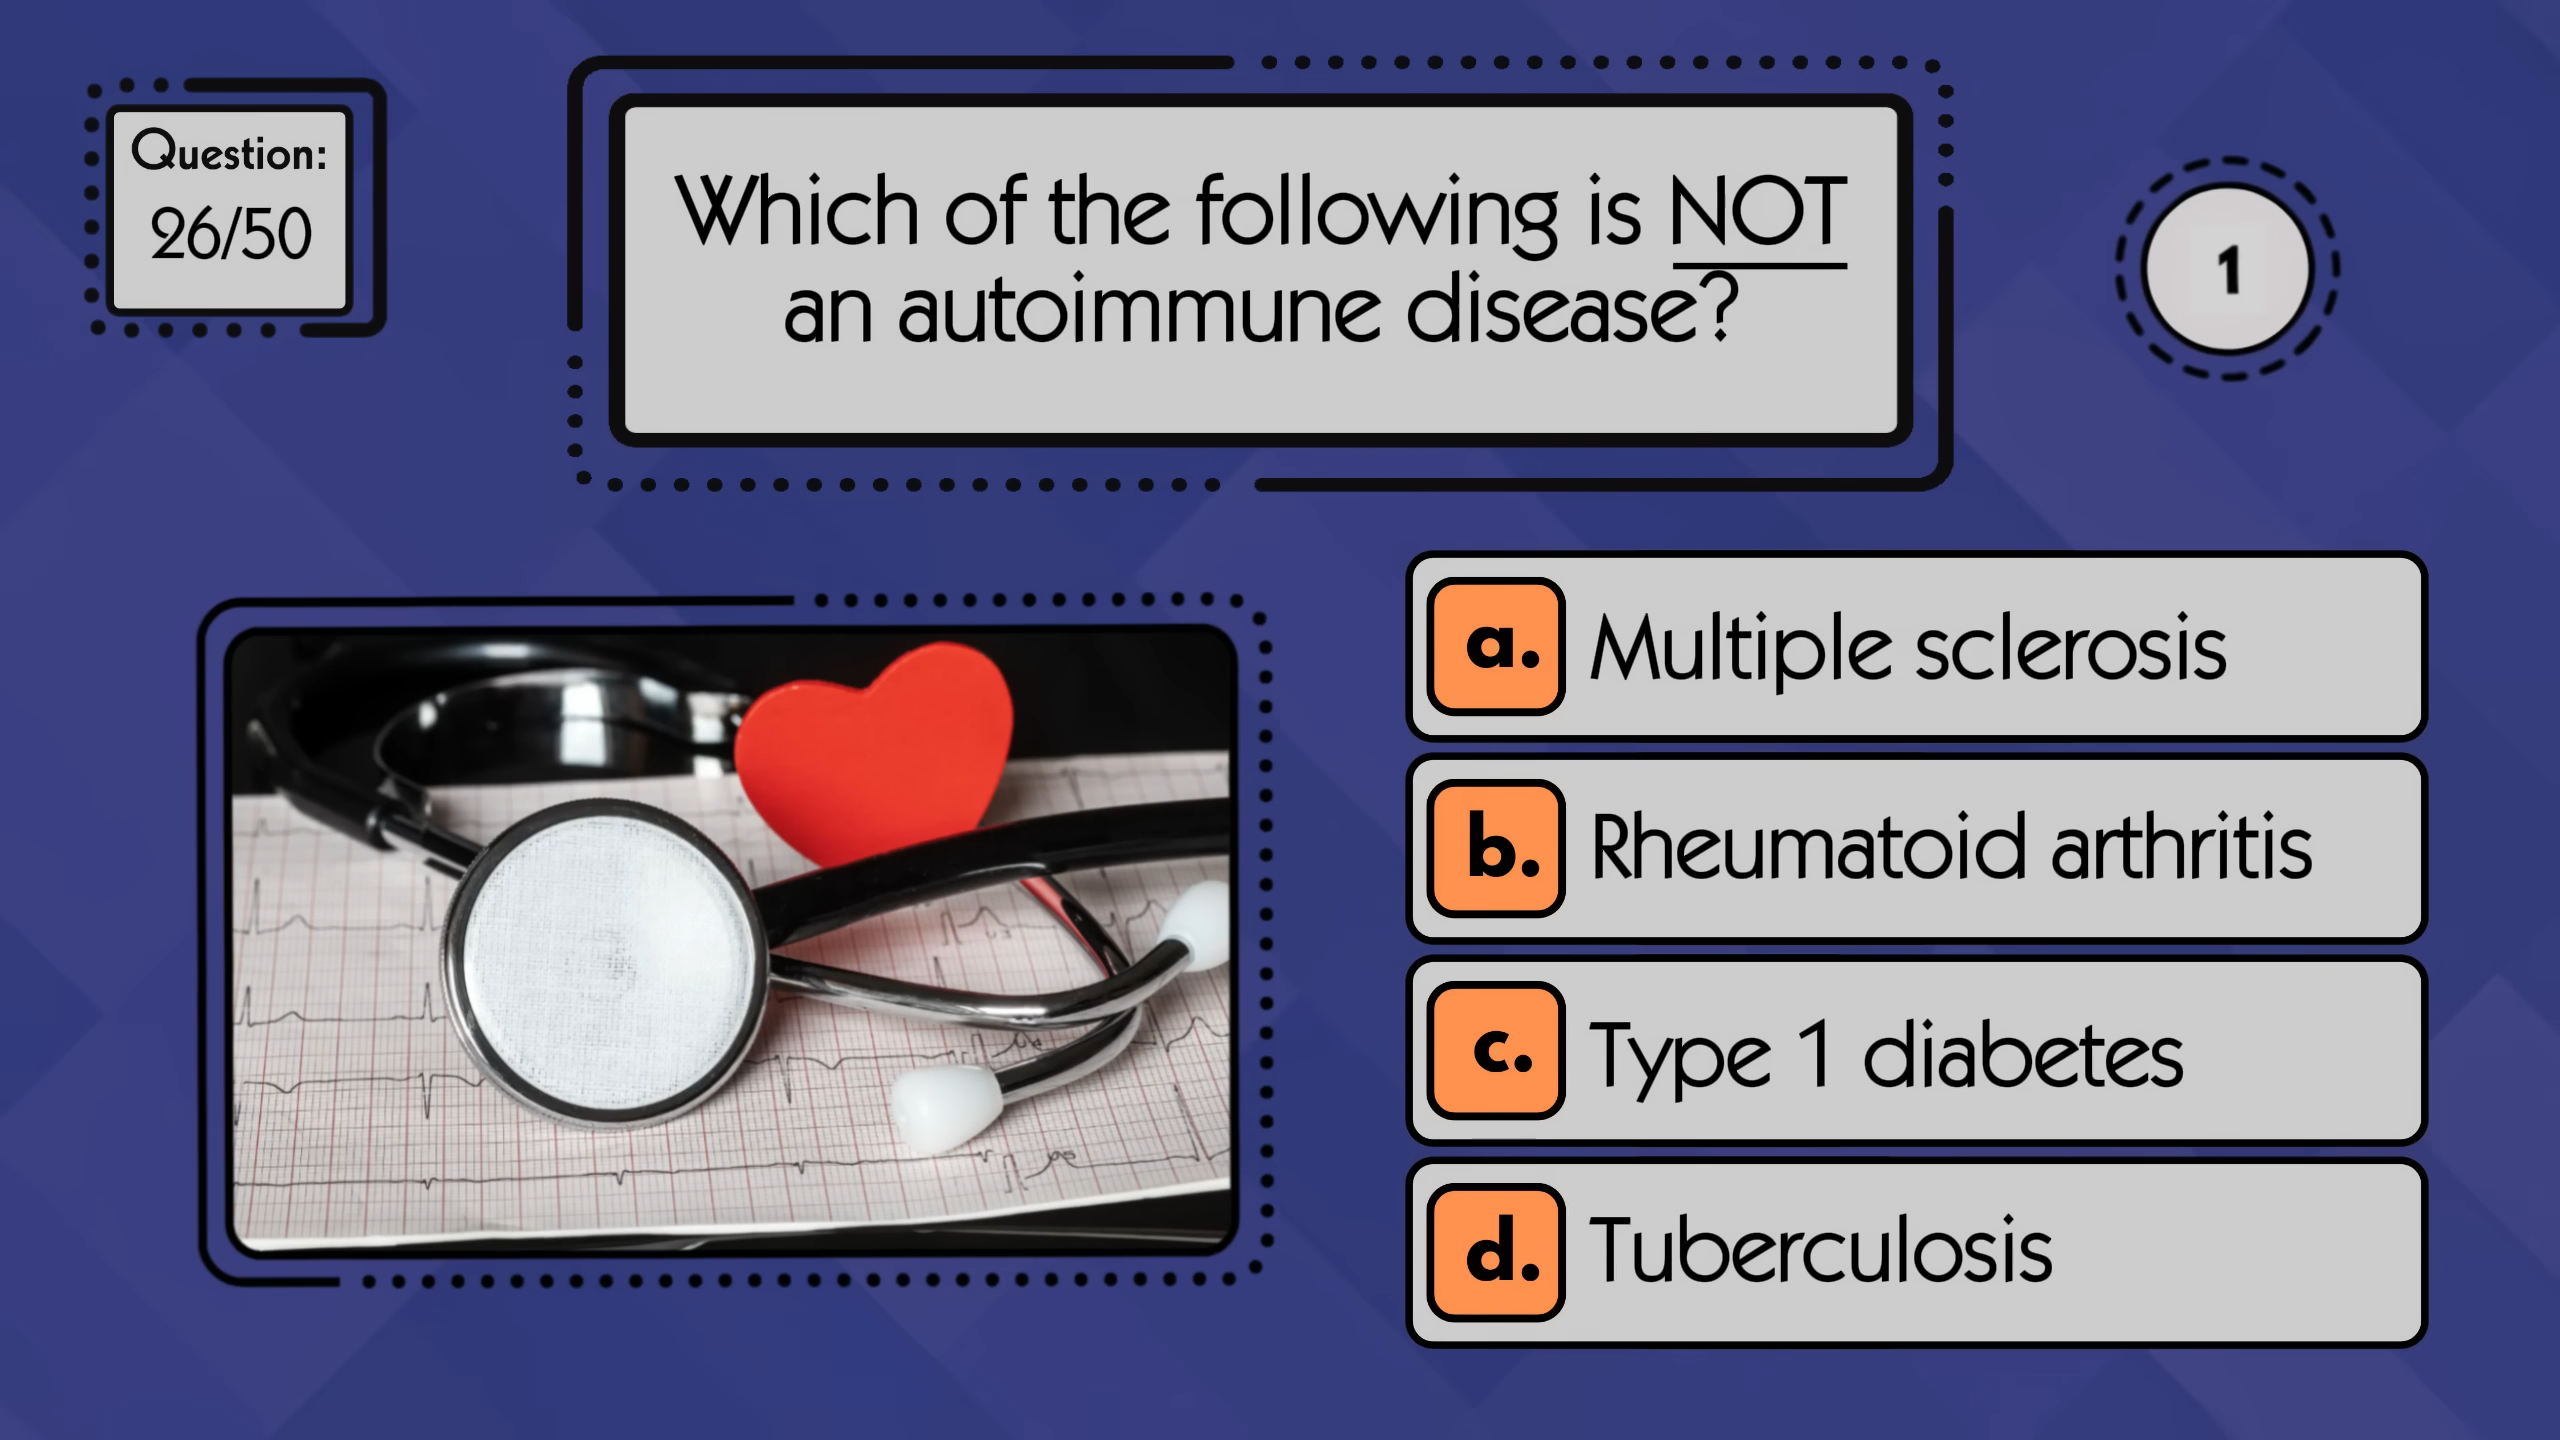 Question:
26/50
Which of the following is NOT
an autoimmune disease?
1
a. Multiple sclerosis
b. Rheumatoid arthritis
c. Type 1 diabetes
d. Tuberculosis